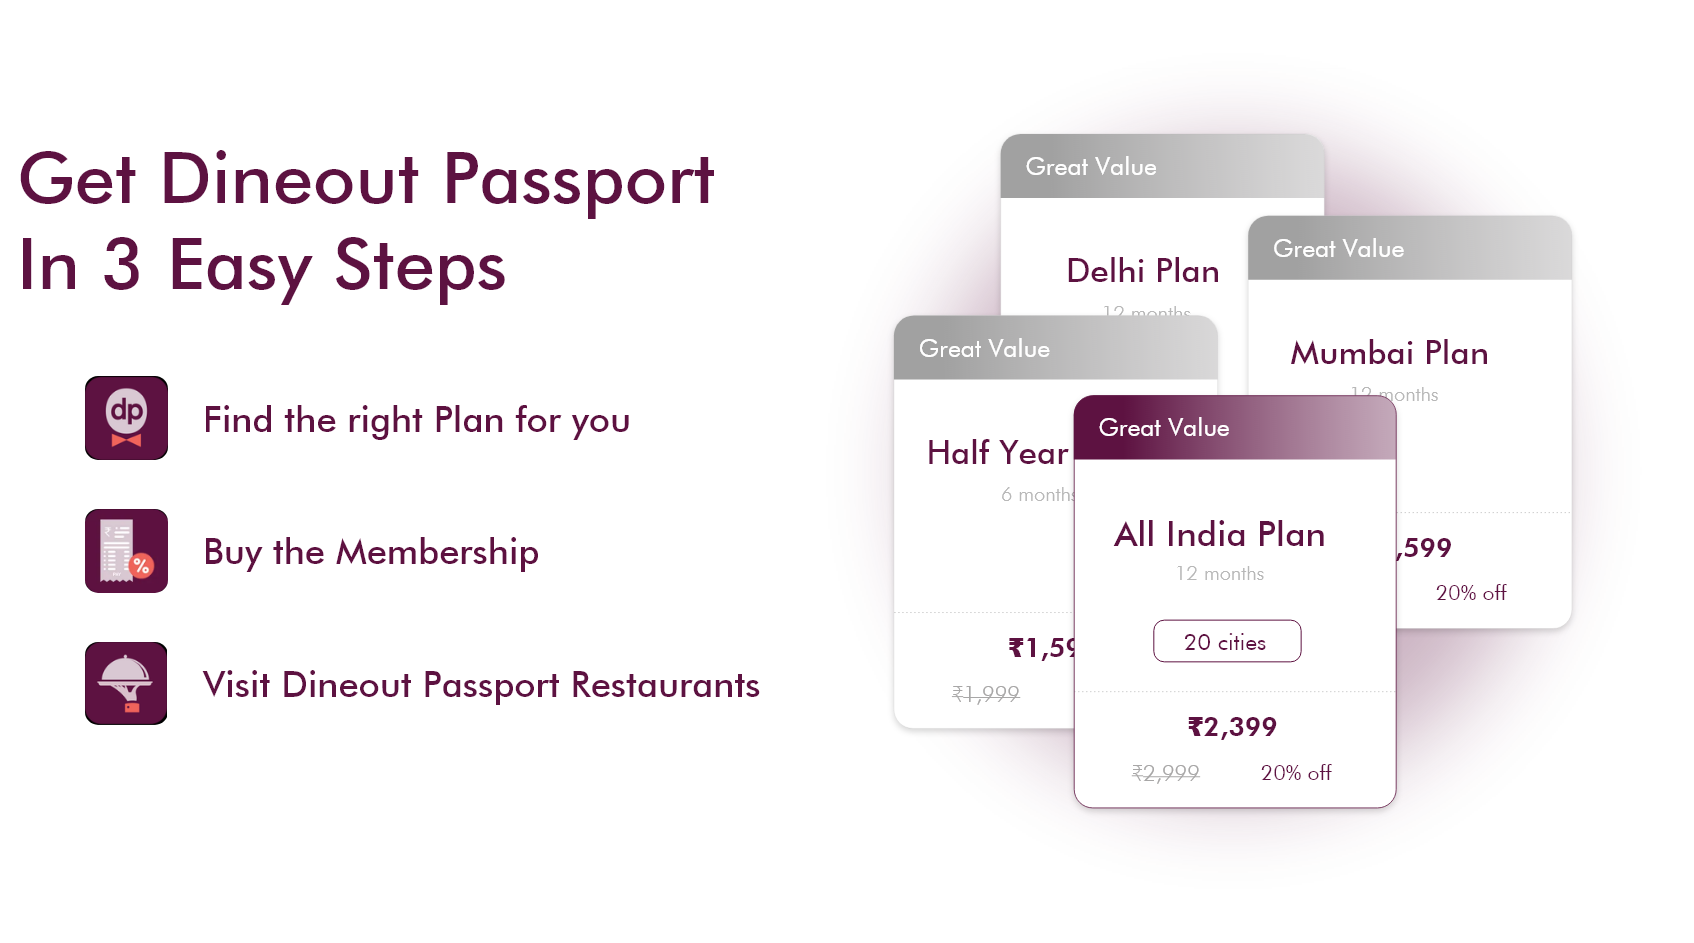 Get Dineout Passport
In 3 Easy Steps
dp
Find the right Plan for you
%
Buy the Membership
Visit Dineout Passport Restaurants
Great Value
Delhi Plan
12 months
Great Value
Mumbai Plan
12 months
,599
20% off
Great Value
Half Year
6 months
₹1,59
₹1,999
Great Value
All India Plan
12 months
20 cities
₹2,399
₹2,999 20% off